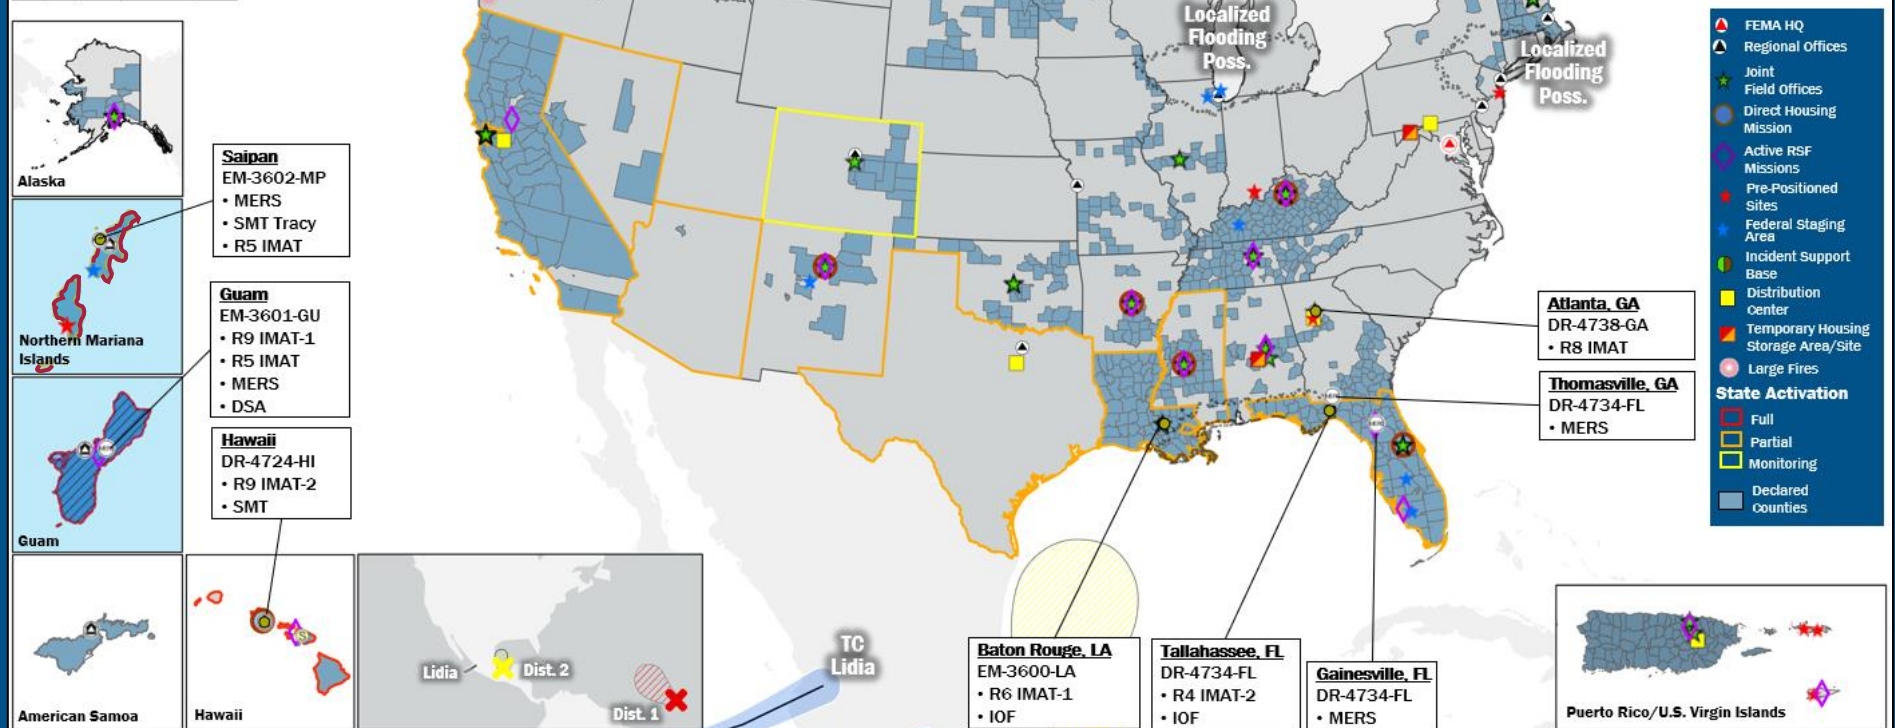 Localized
Flooding
Poss.
Localized
Flooding
Poss.
FEMA HQ
Regional Offices
Joint
Field Offices
Direct Housing
Mission
Active RSF
Missions
Pre-Positioned
Sites
Federal Staging
Area
Incident Support
Base
Distribution
Center
Temporary Housing
Storage Area/Site
Large Fires
State Activation
Full
Partial
Monitoring
Declared
Counties
Alaska
Saipan
EM-3602-MP
• MERS
• SMT Tracy
• R5 IMAT
Northern Mariana
Islands
Guam
EM-3601-GU
• R9 IMAT-1
• R5 IMAT
• MERS
• DSA
Guam
Hawaii
DR-4724-HI
• R9 IMAT-2
• SMT
American Samoa
Hawaii
Lidia
Dist. 2
Dist. 1
TC
Lidia
Atlanta, GA
DR-4738-GA
• R8 IMAT
Thomasville, GA
DR-4734-FL
• MERS
Baton Rouge, LA
EM-3600-LA
• R6 IMAT-1
• IOF
Tallahassee, FL
DR-4734-FL
• R4 IMAT-2
• IOF
Gainesville, FL
DR-4734-FL
• MERS
Puerto Rico/U.S. Virgin Islands